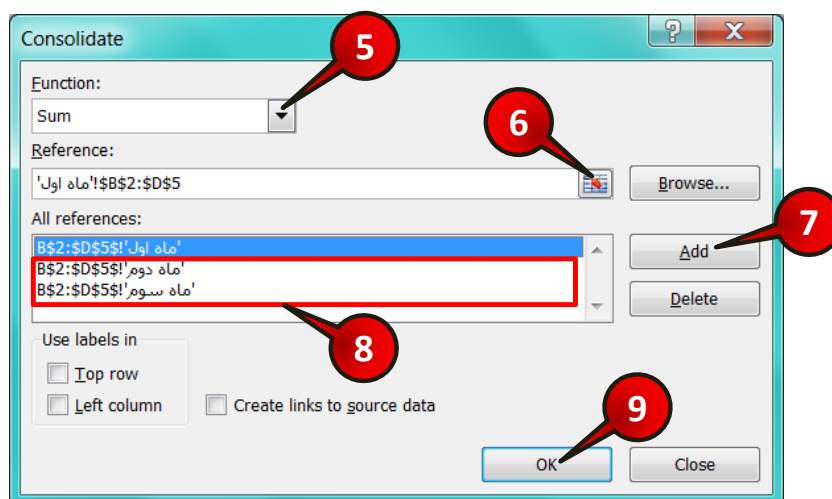 Consolidate
?
X
5
Function:
Sum
6
Reference:
'ماه اول'!$B$2:$D$5
Browse...
7
All references:
'ماه اول'!$B$2:$D$5
Add
'ماه دوم'!$B$2:$D$5
'ماه سوم'!$B$2:$D$5
Delete
8
Use labels in
Top row
Left column
Create links to source data
9
OK
Close